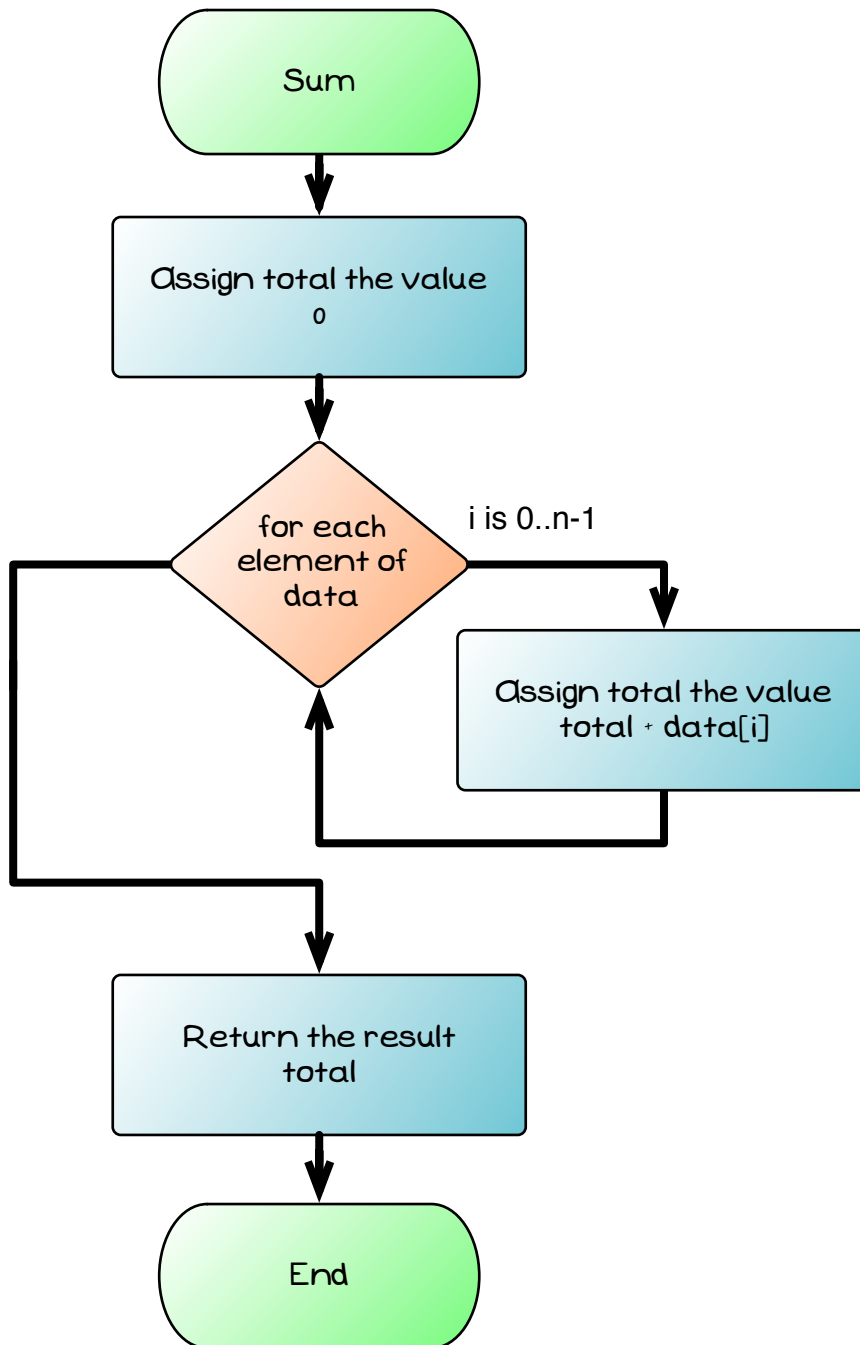 Sum
Assign total the value
0
for each
element of
data
i is 0..n-1
Assign total the value
total + data[i]
Return the result
total
End